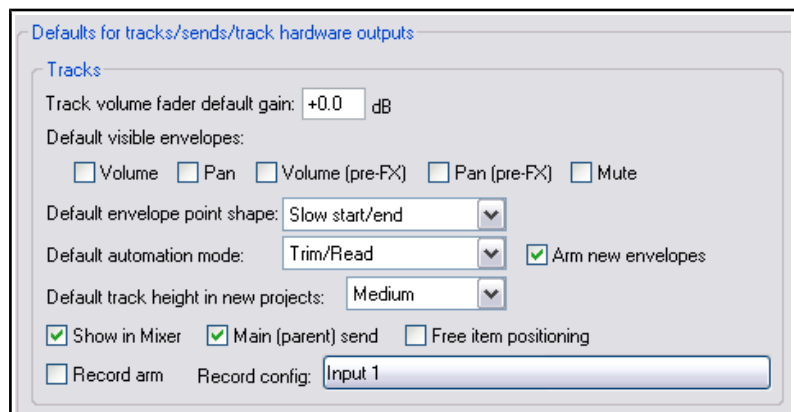 Defaults for tracks/sends/track hardware outputs
Tracks
Track volume fader default gain: +0.0 dB
Default visible envelopes:
Volume Pan Volume (pre-FX) Pan (pre-FX) Mute
Default envelope point shape: Slow start/end
Default automation mode: Trim/Read Arm new envelopes
Default track height in new projects: Medium
Show in Mixer Main (parent) send Free item positioning
Record arm Record config: Input 1